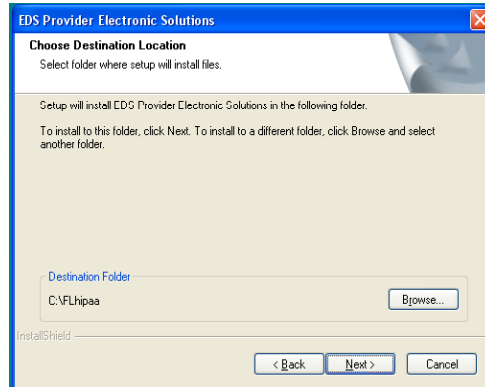 EDS Provider Electronic Solutions
Choose Destination Location
Select folder where setup will install files.
Setup will install EDS Provider Electronic Solutions in the following folder.
To install to this folder, click Next. To install to a different folder, click Browse and select
another folder.
Destination Folder
C:\FLhipaa
Browse...
InstallShield
< Back
Next >
Cancel